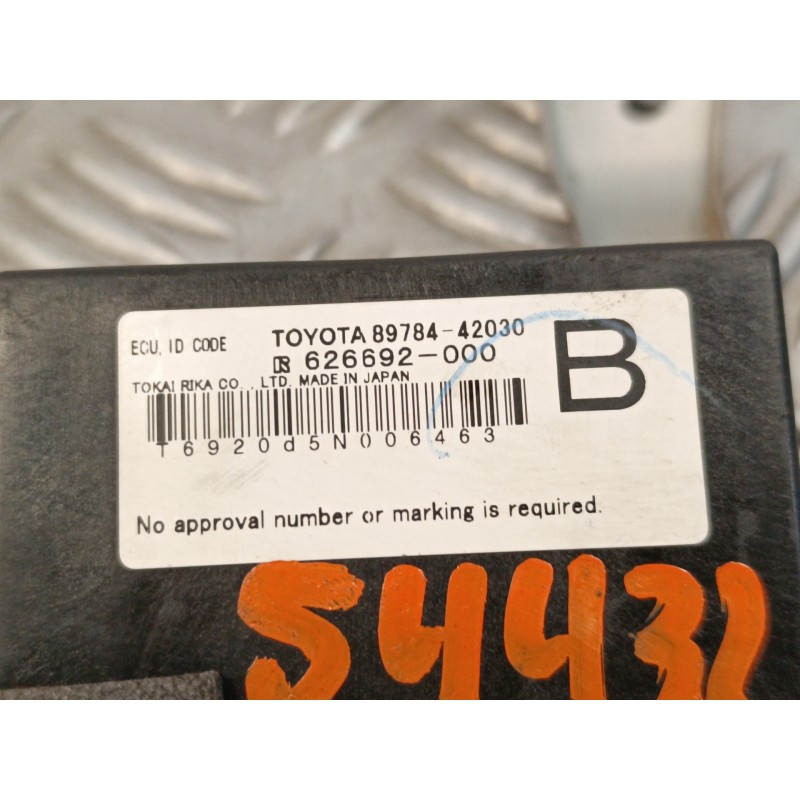 ECU, ID CODE TOYOTA 89784-42030
626692-000 B
TOKAI RIKA CO. , LTD. MADE IN JAPAN
T6920d5N006463
No approval number or marking is required.
S4432